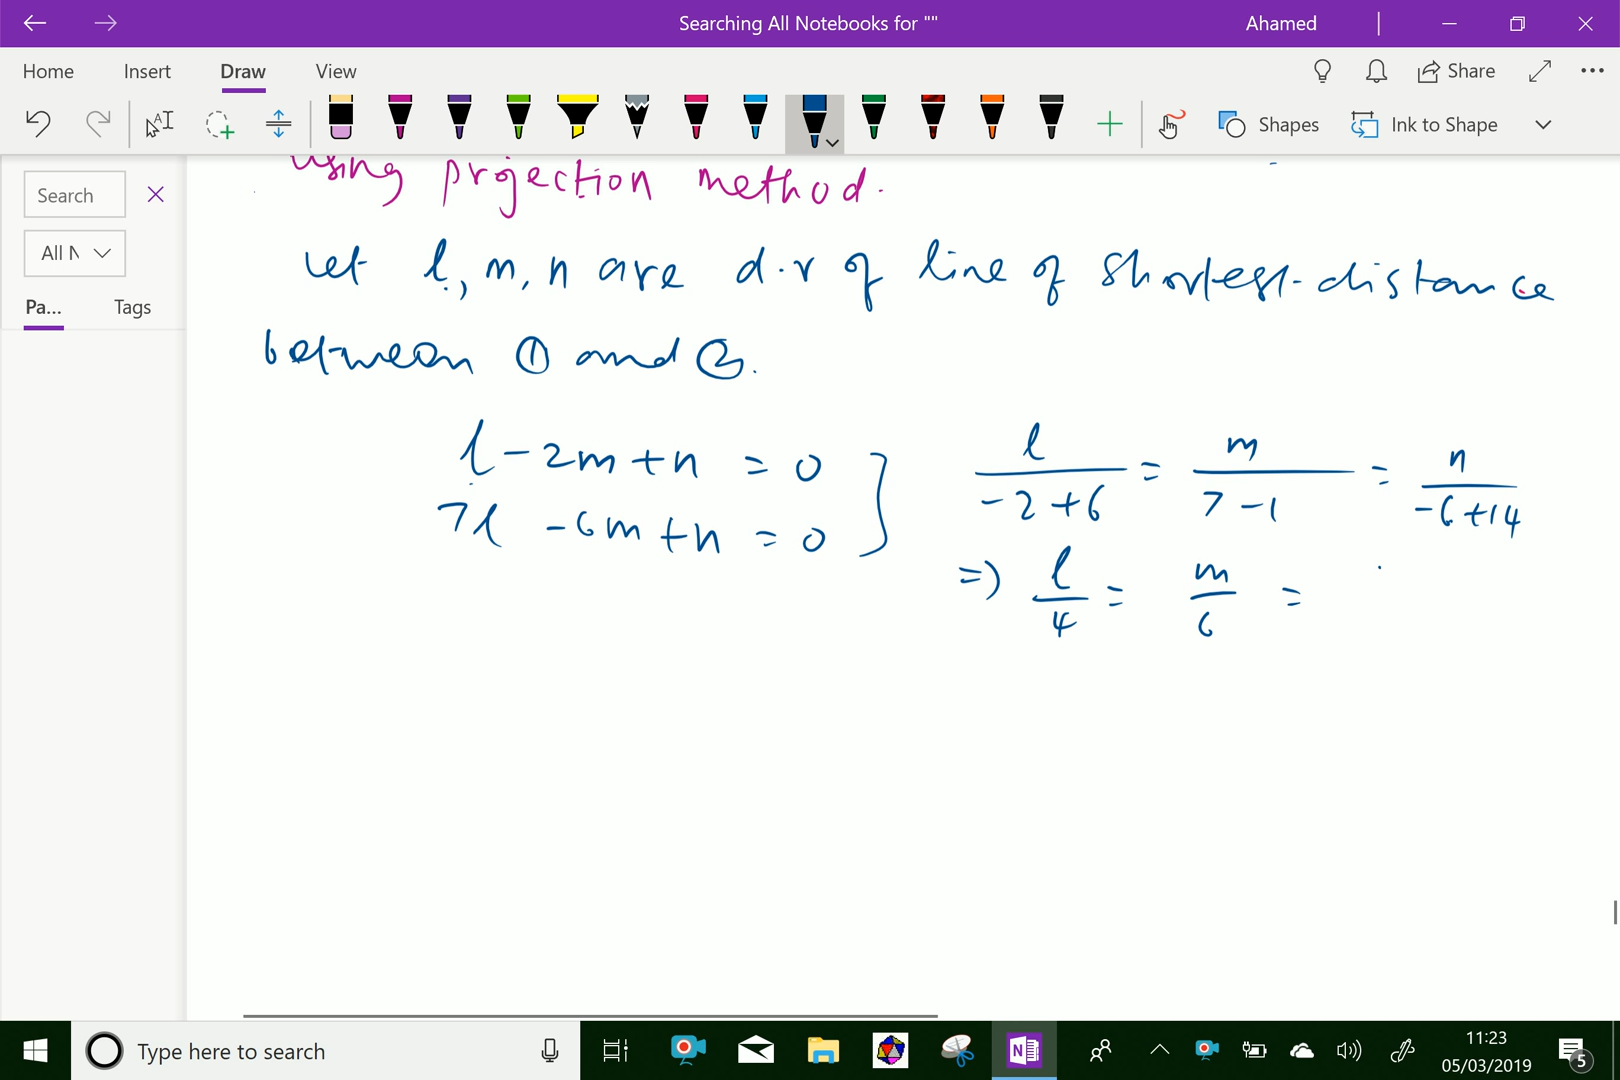 Searching All Notebooks for ""
Ahamed
Home Insert Draw View
Share
Shapes
Ink to Shape
Search
All N
Pa... Tags
using projection method.
Let l, m, n are d.r of line of shortest distance
between ① and ②.
l - 2m + n = 0
7l - 6m + n = 0
l/(-2+6) = m/(7-1) = n/(-6+14)
=> l/4 = m/6 =
Type here to search
11:23
05/03/2019
5